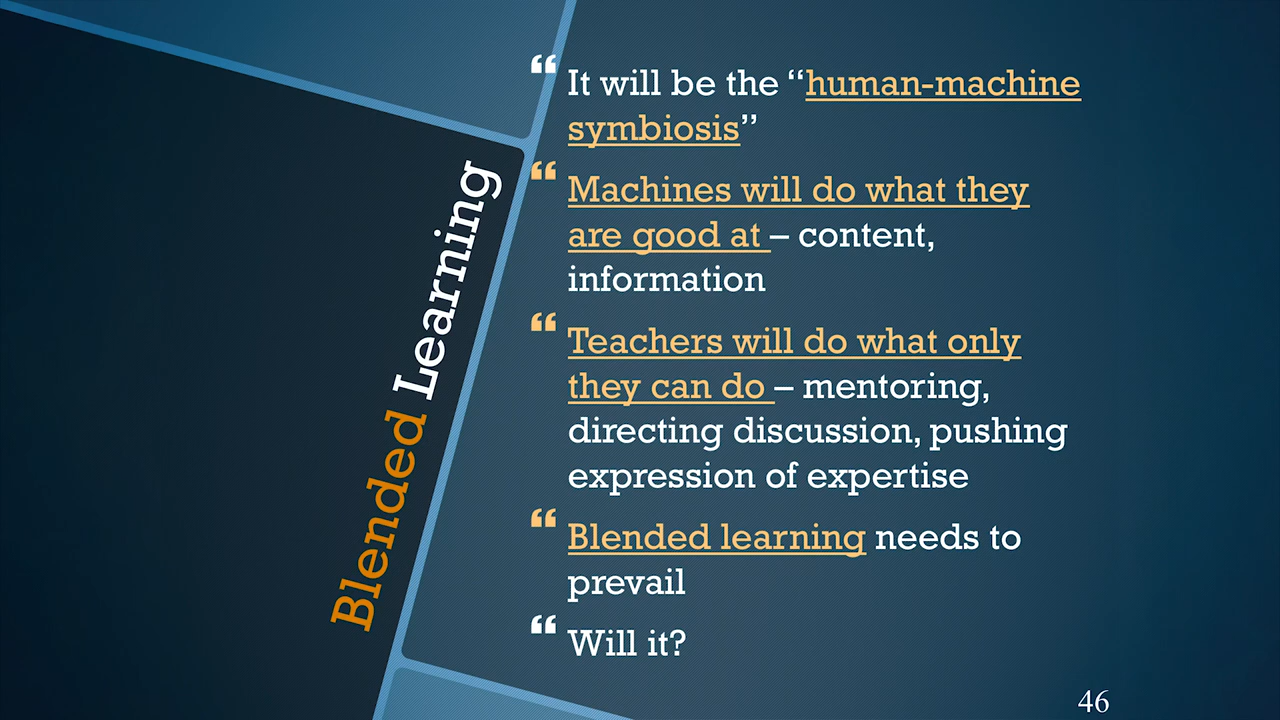 Blended Learning
It will be the “human-machine
symbiosis”
Machines will do what they
are good at – content,
information
Teachers will do what only
they can do – mentoring,
directing discussion, pushing
expression of expertise
Blended learning needs to
prevail
Will it?
46